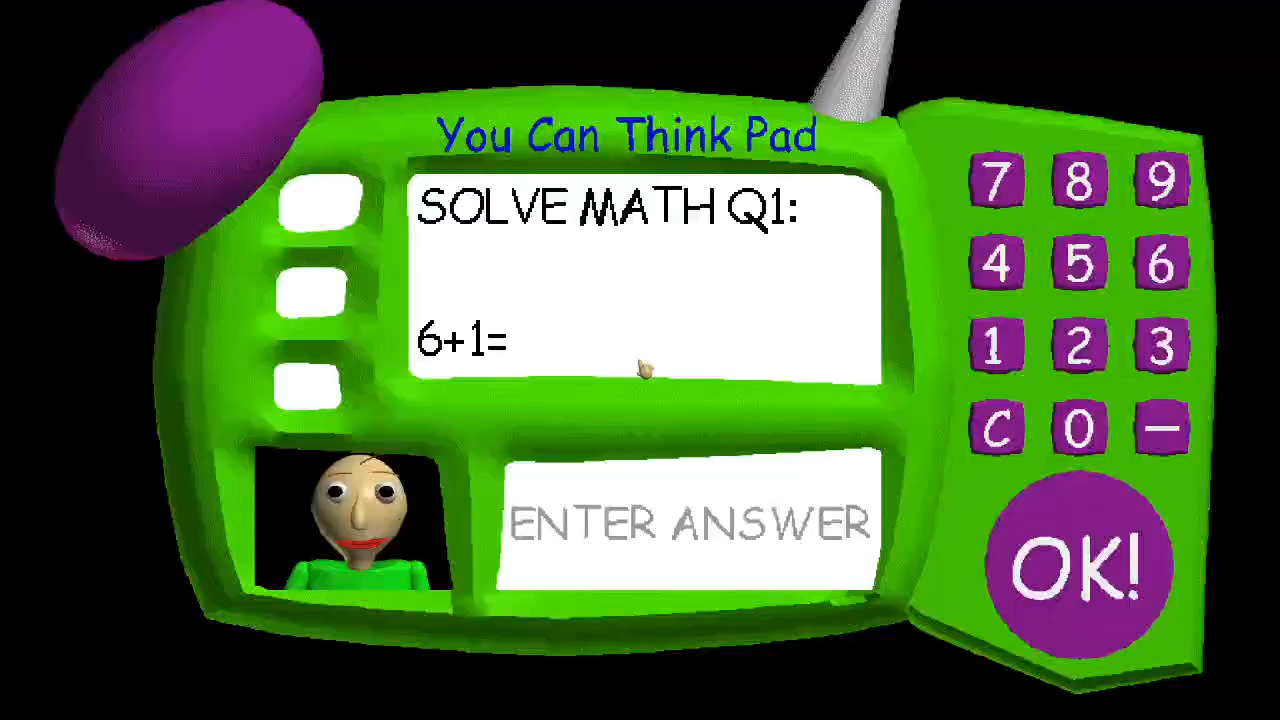 You Can Think Pad
SOLVE MATH Q1:
6+1=
ENTER ANSWER
7 8 9
4 5 6
1 2 3
C 0 —
OK!